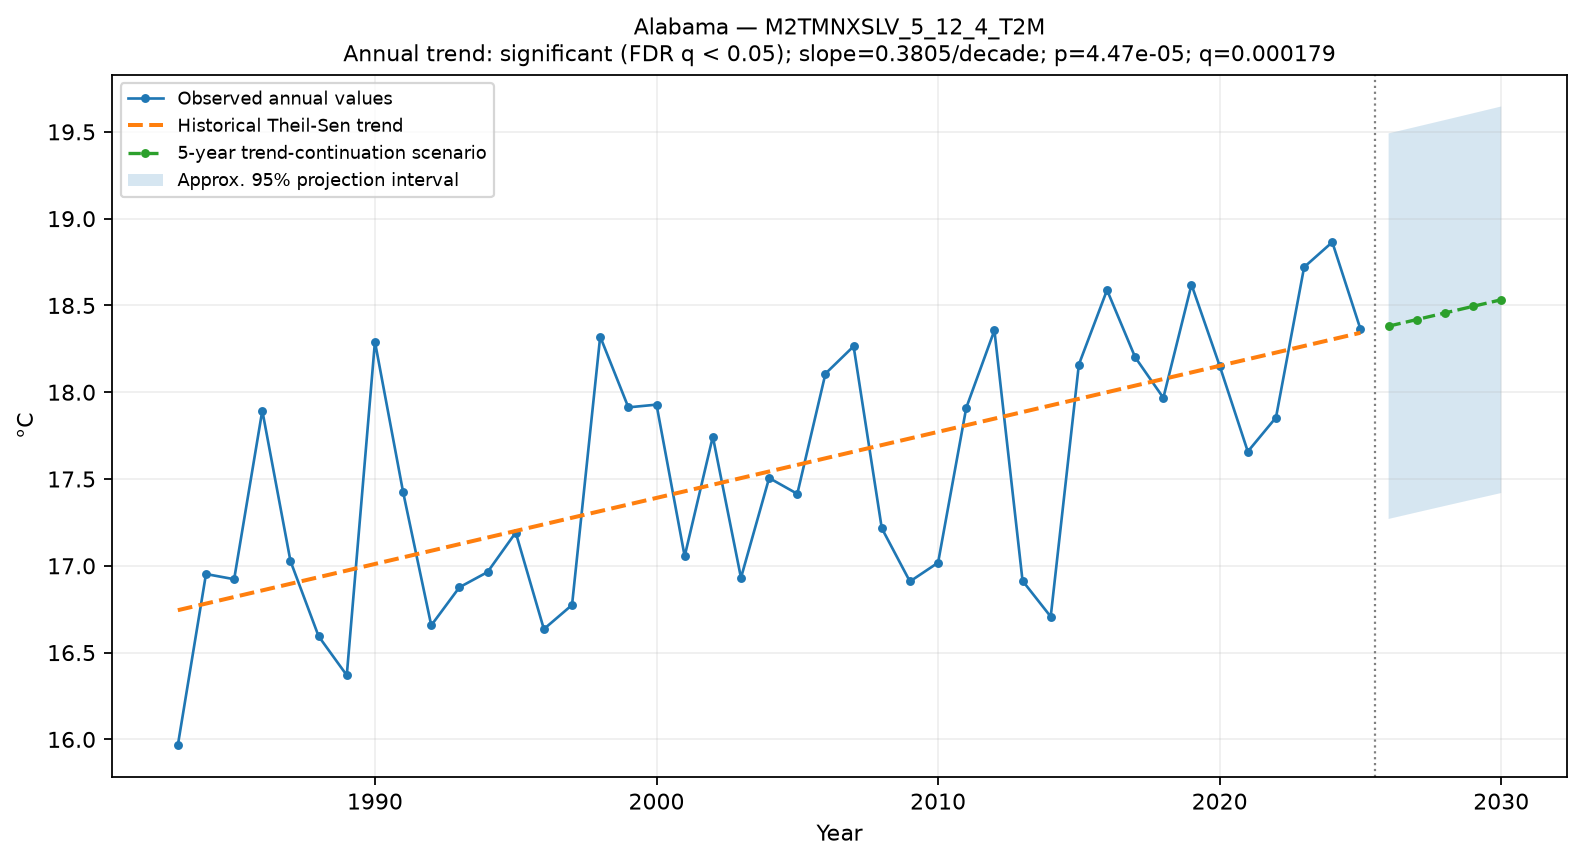 Alabama — M2TMNXSLV_5_12_4_T2M
Annual trend: significant (FDR q < 0.05); slope=0.3805/decade; p=4.47e-05; q=0.000179
Observed annual values
Historical Theil-Sen trend
5-year trend-continuation scenario
Approx. 95% projection interval
19.5
19.0
18.5
18.0
17.5
17.0
16.5
16.0
°C
1990 2000 2010 2020 2030
Year